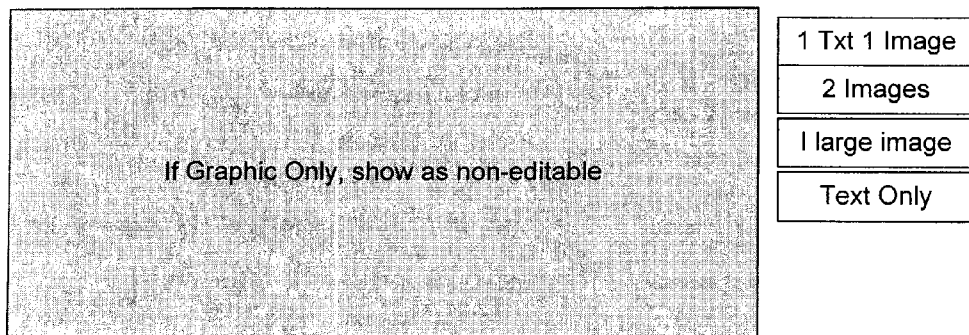 If Graphic Only, show as non-editable
1 Txt 1 Image
2 Images
I large image
Text Only